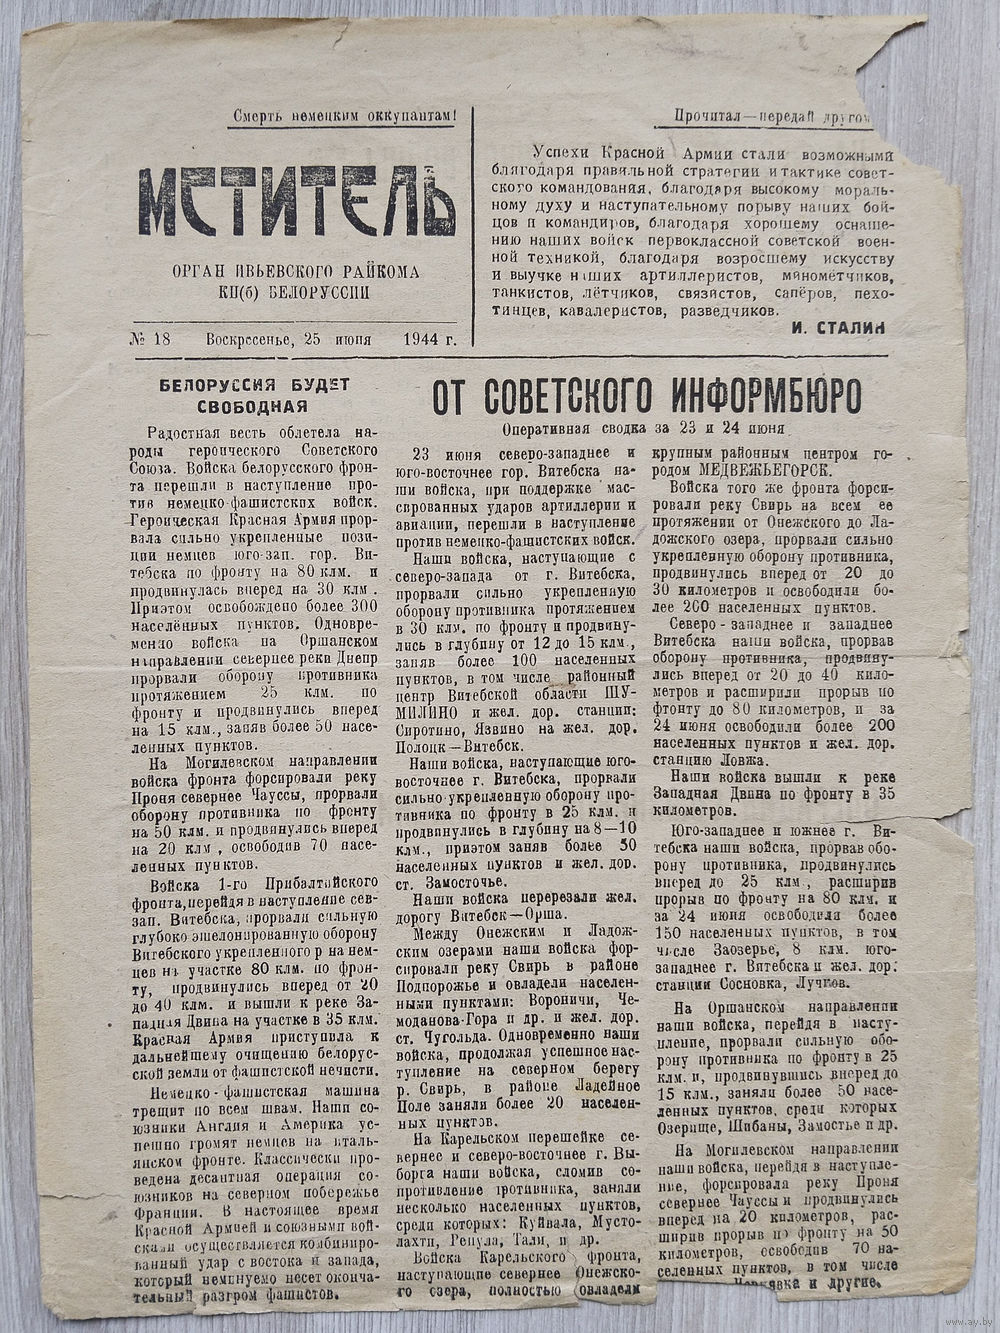 Смерть немецким оккупантам!
МСТИТЕЛЬ
ОРГАН ИВЬЕВСКОГО РАЙКОМА
КП(б) БЕЛОРУССИИ
№ 18 Воскресенье, 25 июня 1944 г.
Прочитал—передай
Успехи Красной Армии стали возможными
благодаря правильной стратегии и тактике совет-
ского командования, благодаря высокому мораль-
ному духу и наступательному порыву наших бой-
цов и командиров, благодаря хорошему оснаще-
нию наших войск первоклассной советской воен-
ной техникой, благодаря возросшему искусству
и выучке наших артиллеристов, миномётчиков,
танкистов, лётчиков, связистов, сапёров, пехо-
тинцев, кавалеристов, разведчиков.
И. СТАЛИН
БЕЛОРУССИЯ БУДЕТ
СВОБОДНАЯ
Радостная весть облетела на-
роды героического Советского
Союза. Войска белорусского фрон-
та перешли в наступление про-
тив немецко-фашистских войск.
Героическая Красная Армия прор-
вала сильно укрепленные пози-
ции немцев юго-зап. гор. Ви-
тебска по фронту на 80 клм. и
продвинулась вперед на 30 клм.
Приэтом освобождено более 300
населённых пунктов. Одновре-
менно войска на Оршанском
направлении севернее реки Днепр
прорвали оборону противника
протяжением 25 клм. по
фронту и продвинулись вперед
на 15 клм., заняв более 50 насе-
ленных пунктов.
На Могилевском направлении
войска фронта форсировали реку
Проня севернее Чауссы, прорвали
оборону противника по фронту
на 50 клм. и продвинулись вперед
на 20 клм, освободив 70 насе-
ленных пунктов.
Войска 1-го Прибалтийского
фронта, перейдя в наступление сев-
зап. Витебска, прорвали сильную
глубоко эшелонированную оборону
Витебского укрепленного р на нем-
цев на участке 80 клм. по фрон-
ту, продвинулись вперед от 20
до 40 клм. и вышли к реке За-
падная Двина на участке в 35 клм.
Красная Армия приступила к
дальнейшему очищению белорус-
ской земли от фашистской нечисти.
Немецко-фашистская машина
трещит по всем швам. Наши со-
юзники Англия и Америка ус-
пешно громят немцев на италь-
янском фронте. Классически про-
ведена десантная операция со-
юзников на северном побережье
Франции. В настоящее время
Красной Армией и союзными вой-
сками осуществляется комбиниро-
ванный удар с востока и запада,
который неминуемо несет оконча-
тельный разгром фашистов.
ОТ СОВЕТСКОГО ИНФОРМБЮРО
Оперативная сводка за 23 и 24 июня
23 июня северо-западнее и
юго-восточнее гор. Витебска на-
ши войска, при поддержке мас-
сированных ударов артиллерии и
авиации, перешли в наступление
против немецко-фашистских войск.
Наши войска, наступающие с
северо-запада от г. Витебска,
прорвали сильно укрепленную
оборону противника протяжением
в 30 клм. по фронту и продвину-
лись в глубину от 12 до 15 клм.,
заняв более 100 населенных
пунктов, в том числе районный
центр Витебской области ШУ-
МИЛИНО и жел. дор. станции:
Сиротино, Язвино на жел. дор.
Полоцк—Витебск.
Наши войска, наступающие юго-
восточнее г. Витебска, прорвали
сильно укрепленную оборону про-
тивника по фронту в 25 клм. и
продвинулись в глубину на 8—10
клм., приэтом заняв более 50
населенных пунктов и жел. дор.
ст. Замосточье.
Наши войска перерезали жел.
дорогу Витебск—Орша.
Между Онежским и Ладож-
ским озерами наши войска фор-
сировали реку Свирь в районе
Подпорожье и овладели населен-
ными пунктами: Вороничи, Че-
моданова-Гора и др. и жел. дор.
ст. Чугольда. Одновременно наши
войска, продолжая успешное нас-
тупление на северном берегу
р. Свирь, в районе Ладейное
Поле заняли более 20 населен-
ных пунктов.
На Карельском перешейке се-
вернее и северо-восточнее г. Вы-
борга наши войска, сломив со-
противление противника, заняли
несколько населенных пунктов,
среди которых: Куйвала, Мусто-
лахти, Репула, Тали, и др.
Войска Карельского фронта,
наступающие севернее Онежско-
го озера, полностью овладели
крупным районным центром го-
родом МЕДВЕЖЬЕГОРСК.
Войска того же фронта форси-
ровали реку Свирь на всем ее
протяжении от Онежского до Ла-
дожского озера, прорвали сильно
укрепленную оборону противника,
продвинулись вперед от 20 до
30 километров и освободили бо-
лее 200 населенных пунктов.
Северо-западнее и западнее
Витебска наши войска, прорвав
оборону противника, продвину-
лись вперед от 20 до 40 кило-
метров и расширили прорыв по
фтонту до 80 километров, и за
24 июня освободили более 200
населенных пунктов и жел. дор.
станцию Ловжа.
Наши войска вышли к реке
Западная Двина по фронту в 35
километров.
Юго-западнее и южнее г. Ви-
тебска наши войска, прорвав обо-
рону противника, продвинулись
вперед до 25 клм., расширив
прорыв по фронту на 80 клм. и
за 24 июня освободили более
150 населенных пунктов, в том
числе Заозерье, 8 клм. юго-
западнее г. Витебска и жел. дор:
станции Сосновка, Лучков.
На Оршанском направлении
наши войска, перейдя в насту-
пление, прорвали сильную обо-
рону противника по фронту в 25
клм. и, продвинувшись вперед до
15 клм., заняли более 50 насе-
ленных пунктов, среди которых
Озерище, Шибаны, Замостье и др.
На Могилевском направлении
наши войска, перейдя в наступле-
ние, форсировала реку Проня
севернее Чауссы и продвинулись
вперед на 20 километров, рас-
ширив прорыв по фронту на 50
километров, освободив 70 на-
селенных пунктов, в том числе
и другие.
www.ay.by